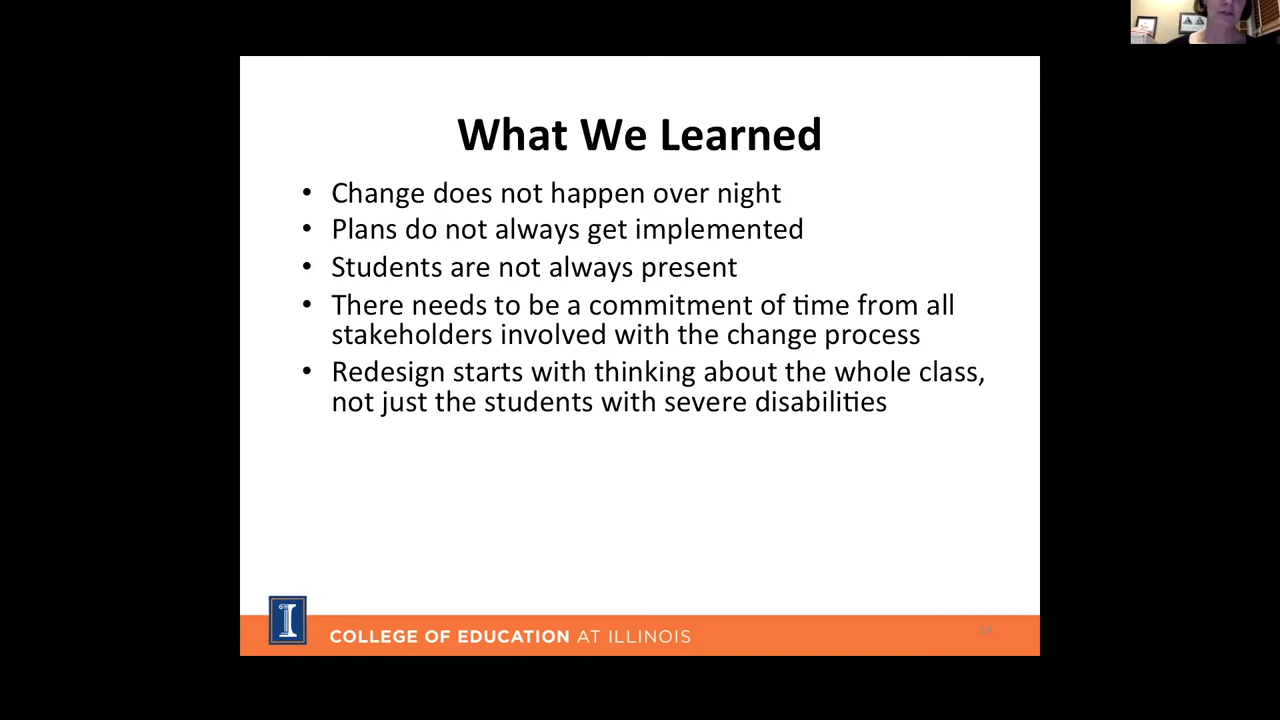 What We Learned
• Change does not happen over night
• Plans do not always get implemented
• Students are not always present
• There needs to be a commitment of time from all
stakeholders involved with the change process
• Redesign starts with thinking about the whole class,
not just the students with severe disabilities
I
COLLEGE OF EDUCATION AT ILLINOIS